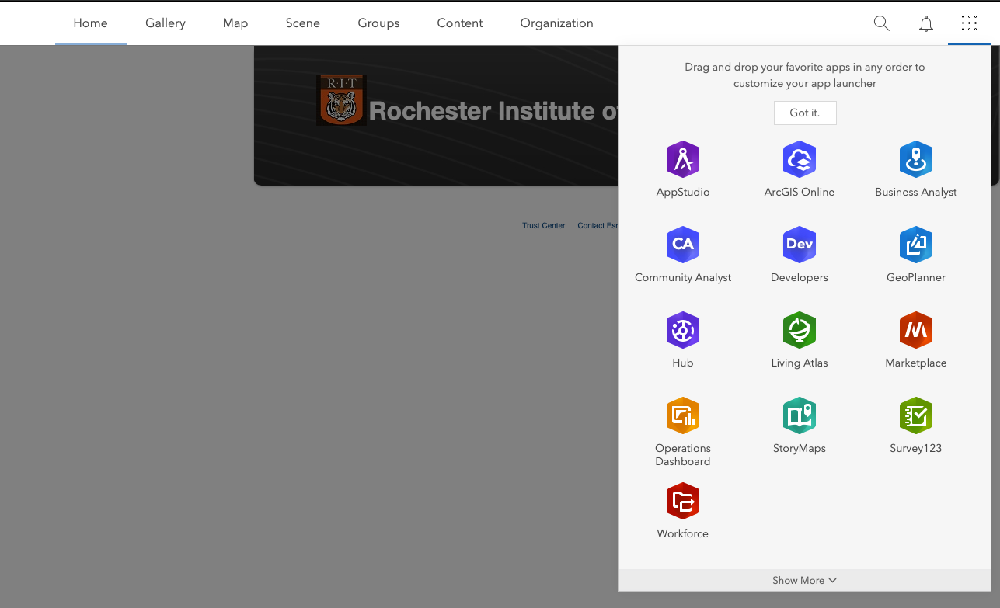 Home Gallery Map Scene Groups Content Organization
Drag and drop your favorite apps in any order to
customize your app launcher
Got it.
R·I·T
Rochester Institute of
AppStudio ArcGIS Online Business Analyst
Trust Center Contact Esr
CA Dev
Community Analyst Developers GeoPlanner
Hub Living Atlas Marketplace
Operations
Dashboard
StoryMaps Survey123
Workforce
Show More